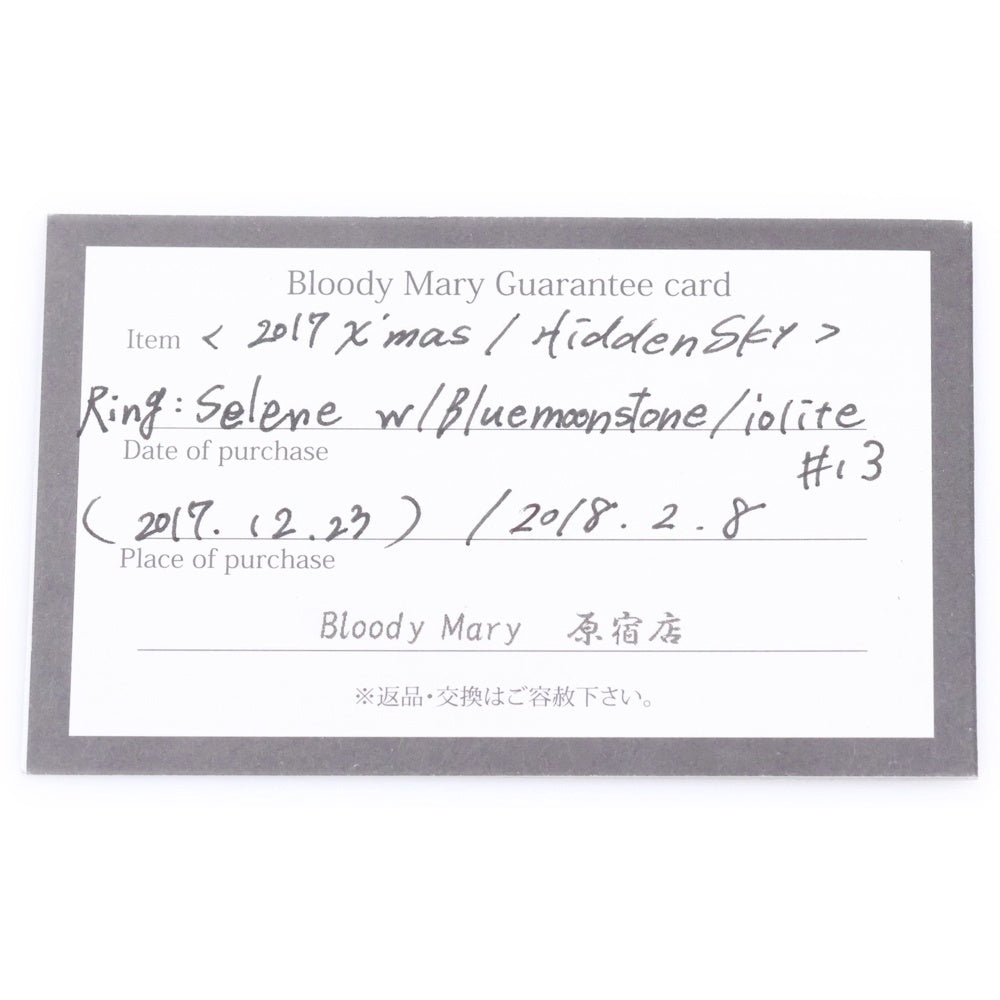 Bloody Mary Guarantee card
Item < 2017 X'mas / Hidden Sky >
Ring: Selene w/Bluemoonstone/iolite
Date of purchase #13
(2017. 12. 23) / 2018. 2. 8
Place of purchase
Bloody Mary 原宿店
※返品・交換はご容赦下さい。